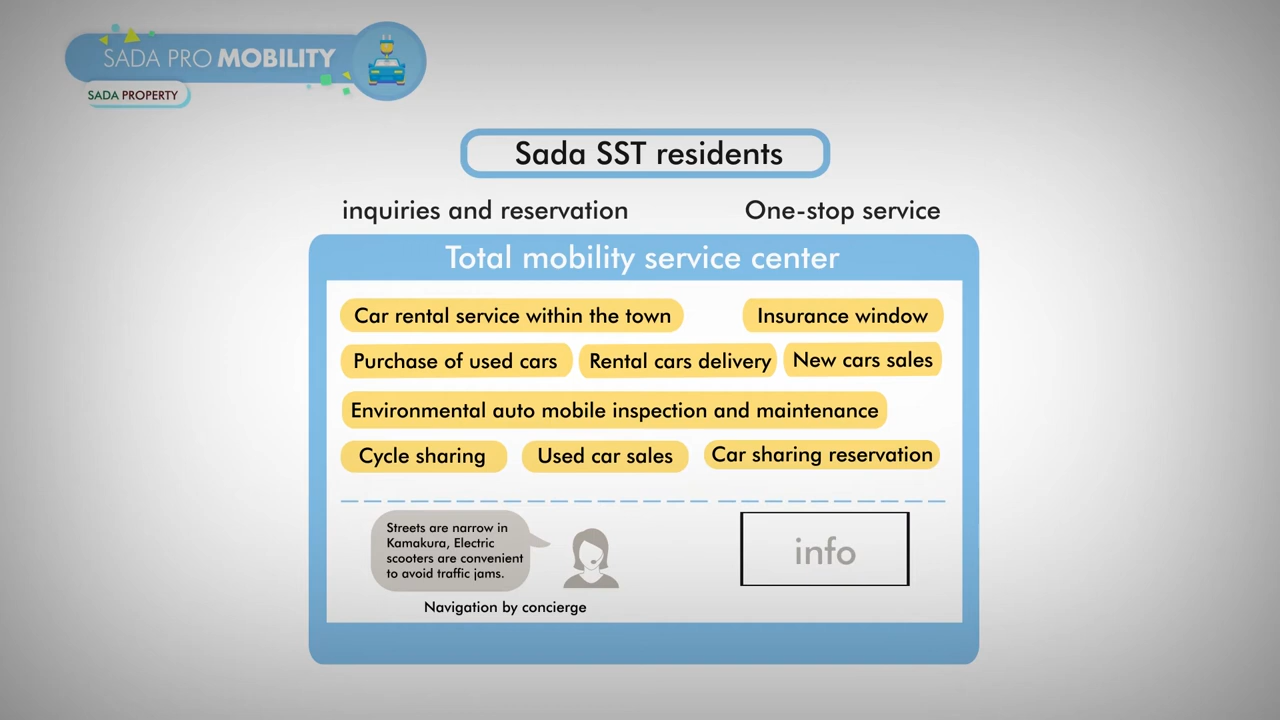 SADA PRO MOBILITY
SADA PROPERTY
Sada SST residents
inquiries and reservation
One-stop service
Total mobility service center
Car rental service within the town
Insurance window
Purchase of used cars
Rental cars delivery
New cars sales
Environmental auto mobile inspection and maintenance
Cycle sharing
Used car sales
Car sharing reservation
Streets are narrow in
Kamakura, Electric
scooters are convenient
to avoid traffic jams.
info
Navigation by concierge